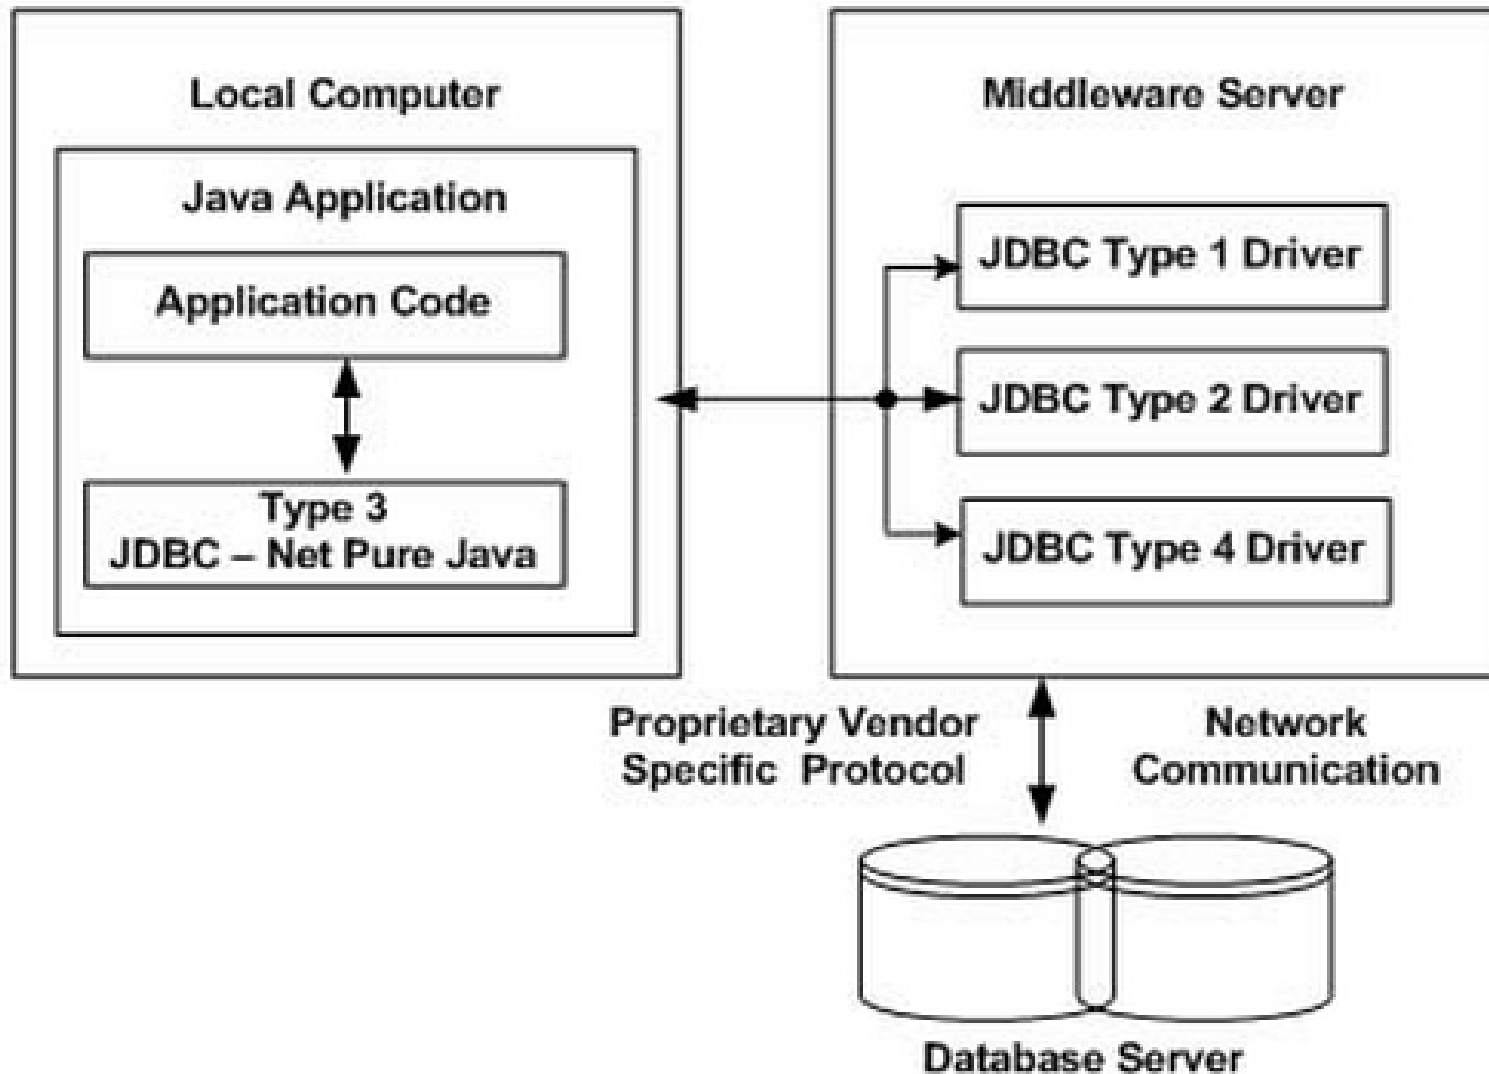 Local Computer
Java Application
Application Code
Type 3
JDBC – Net Pure Java
Middleware Server
JDBC Type 1 Driver
JDBC Type 2 Driver
JDBC Type 4 Driver
Proprietary Vendor
Specific Protocol
Network
Communication
Database Server